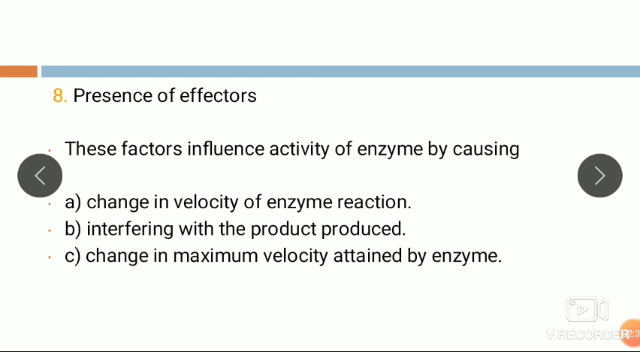 8. Presence of effectors
These factors influence activity of enzyme by causing
a) change in velocity of enzyme reaction.
b) interfering with the product produced.
c) change in maximum velocity attained by enzyme.
V RECORDER